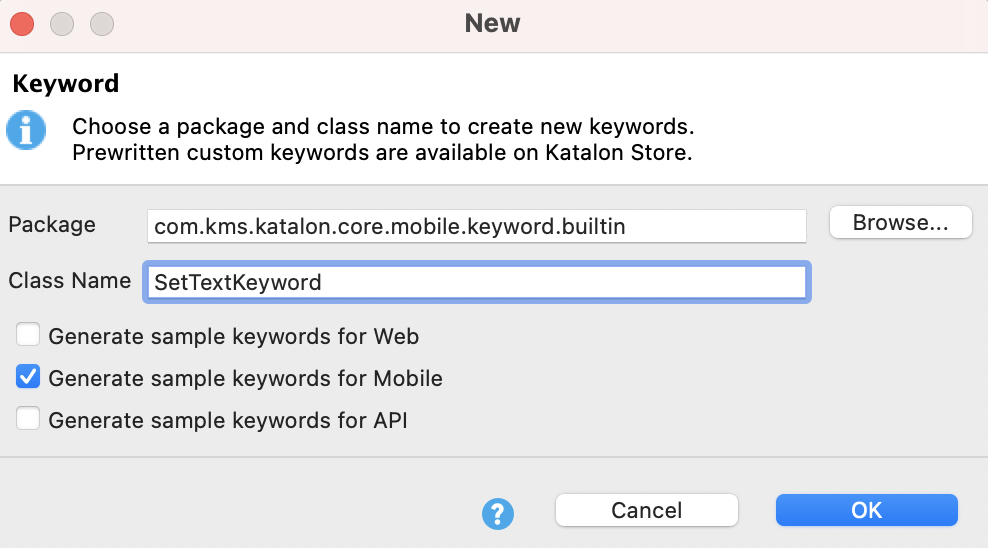 New
Keyword
Choose a package and class name to create new keywords.
Prewritten custom keywords are available on Katalon Store.
Package com.kms.katalon.core.mobile.keyword.builtin Browse...
Class Name SetTextKeyword
Generate sample keywords for Web
Generate sample keywords for Mobile
Generate sample keywords for API
? Cancel OK